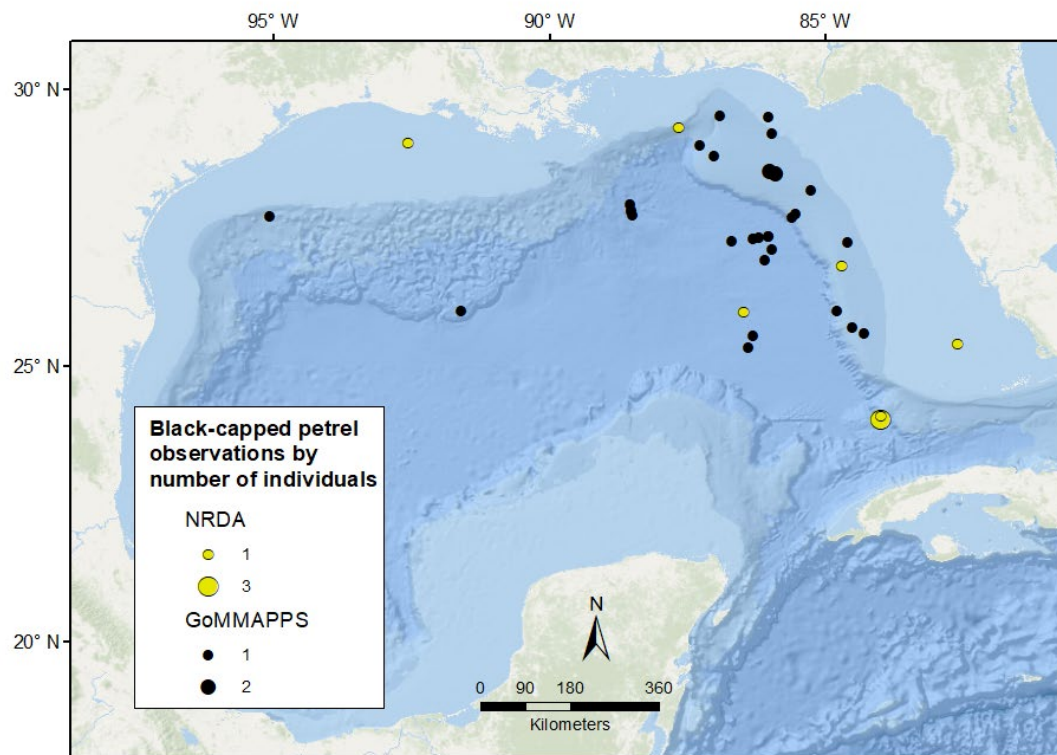 95° W 90° W 85° W
30° N
25° N
20° N
Black-capped petrel
observations by
number of individuals
NRDA
1
3
GoMMAPPS
1
2
N
0 90 180 360
Kilometers